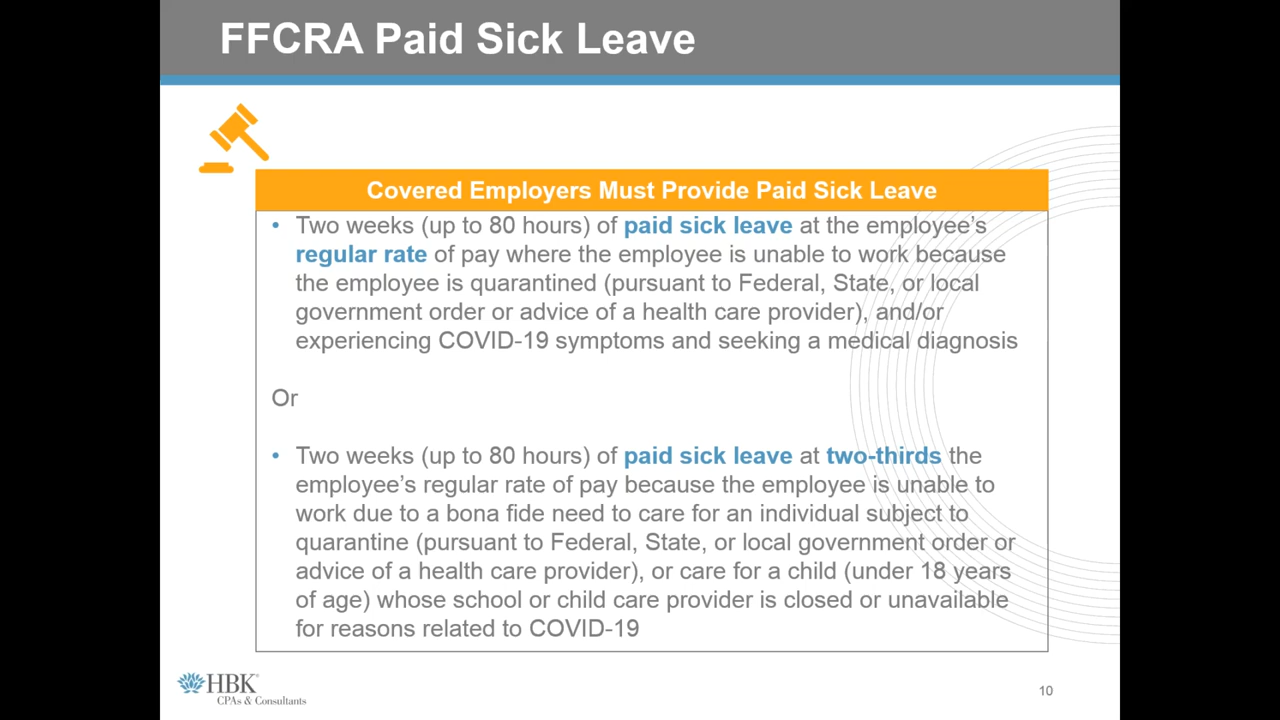 FFCRA Paid Sick Leave
Covered Employers Must Provide Paid Sick Leave
• Two weeks (up to 80 hours) of paid sick leave at the employee’s
regular rate of pay where the employee is unable to work because
the employee is quarantined (pursuant to Federal, State, or local
government order or advice of a health care provider), and/or
experiencing COVID-19 symptoms and seeking a medical diagnosis
Or
• Two weeks (up to 80 hours) of paid sick leave at two-thirds the
employee’s regular rate of pay because the employee is unable to
work due to a bona fide need to care for an individual subject to
quarantine (pursuant to Federal, State, or local government order or
advice of a health care provider), or care for a child (under 18 years
of age) whose school or child care provider is closed or unavailable
for reasons related to COVID-19
HBK®
CPAs & Consultants
10